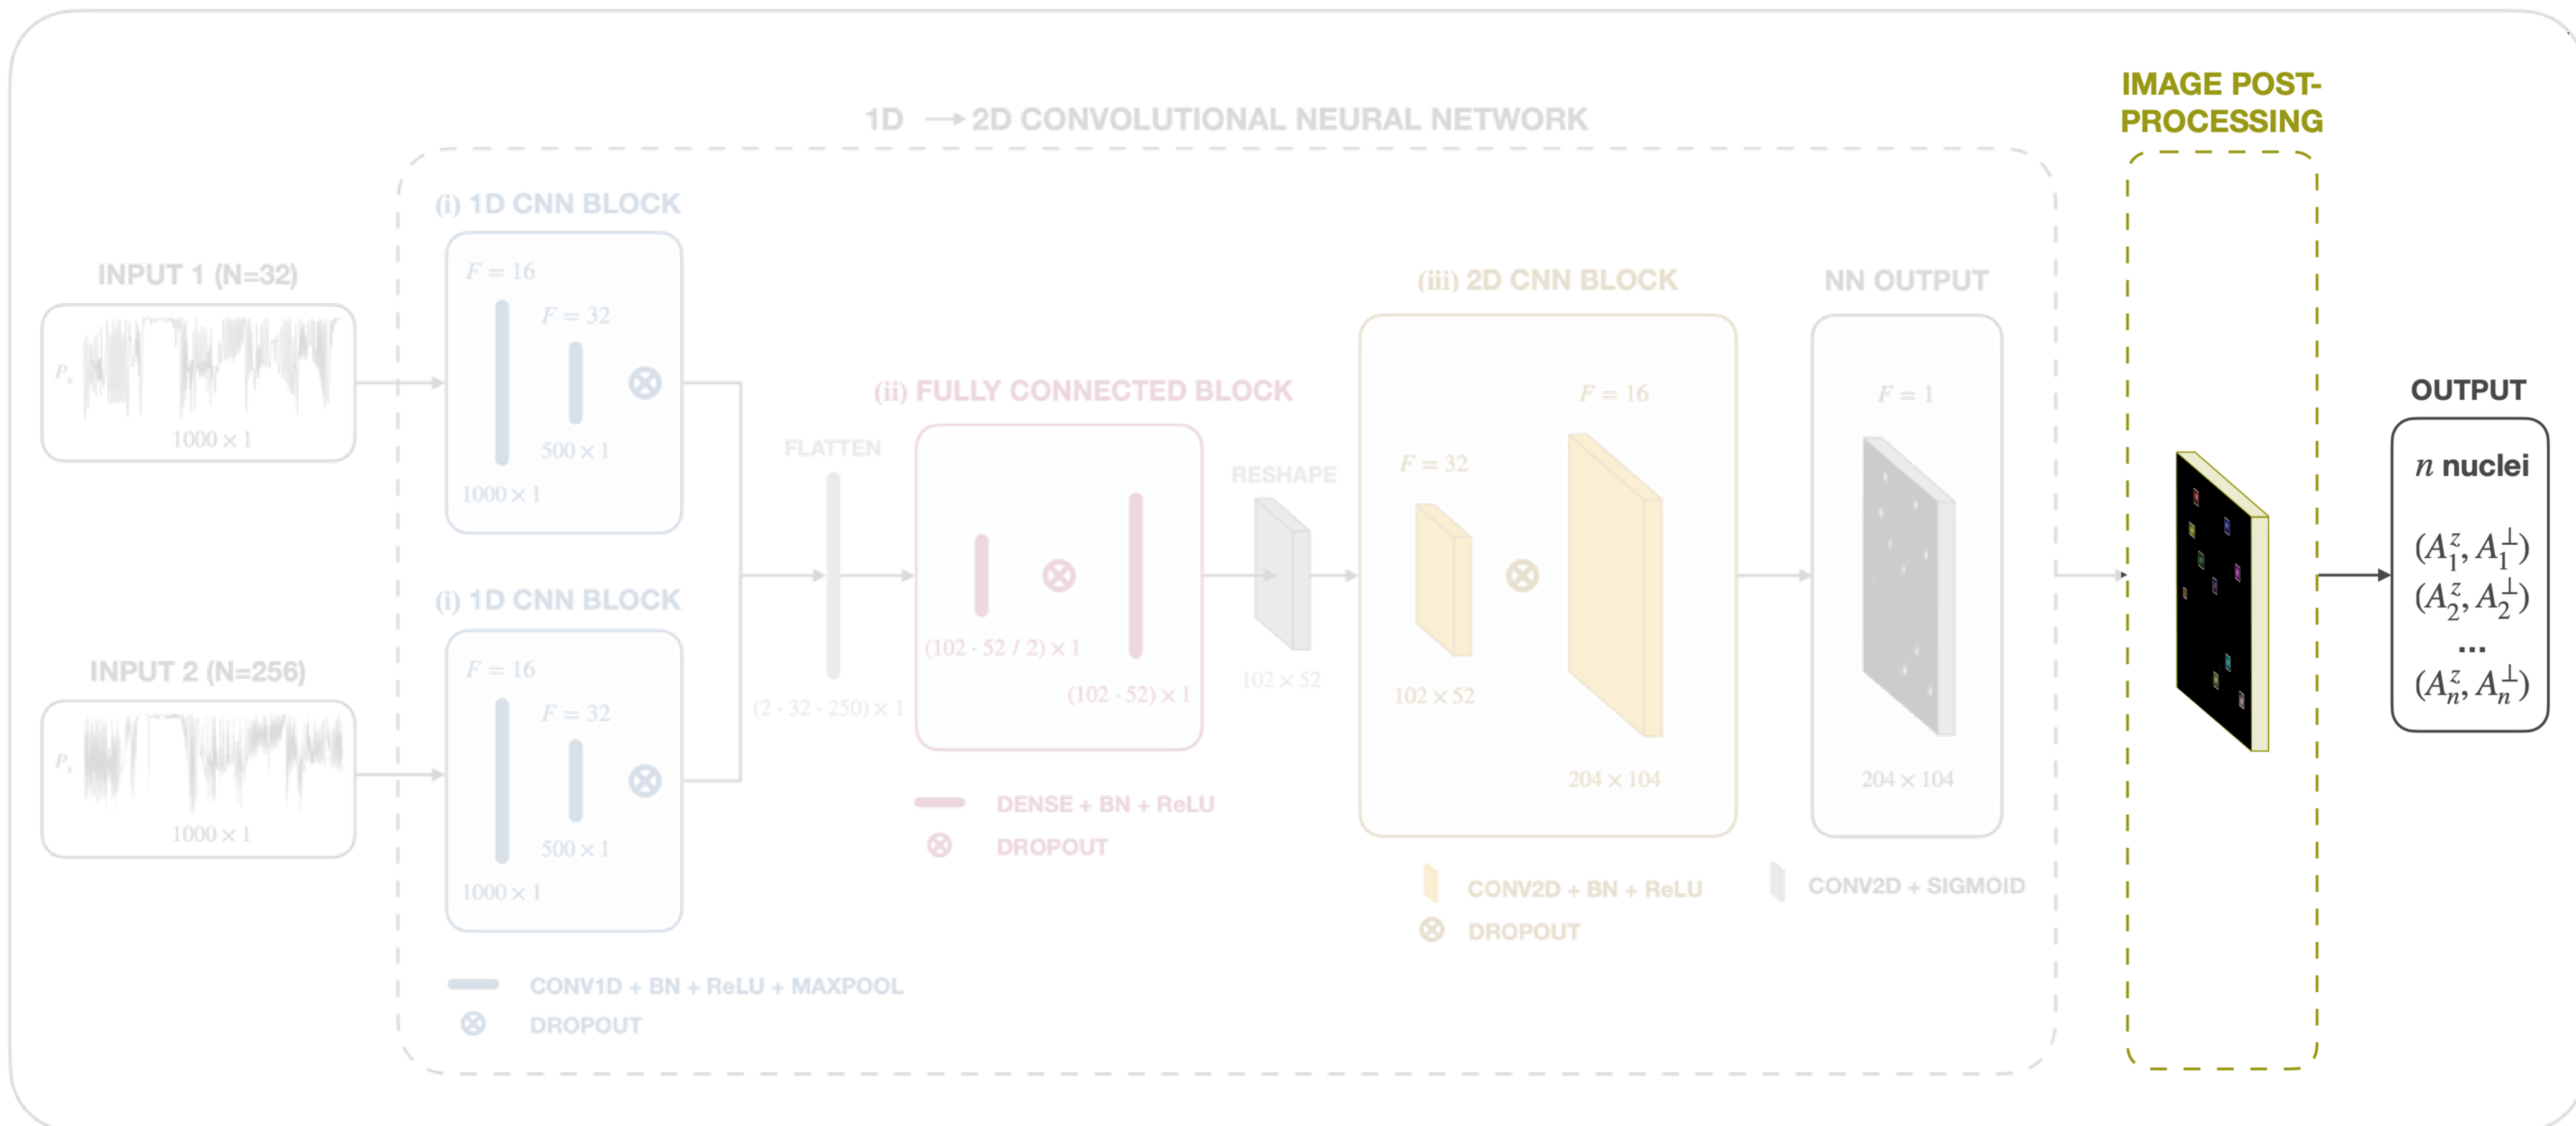 IMAGE POST-
PROCESSING
1D → 2D CONVOLUTIONAL NEURAL NETWORK
(i) 1D CNN BLOCK
INPUT 1 (N=32)
F = 16
F = 32
Pₓ
1000 × 1
500 × 1
1000 × 1
(i) 1D CNN BLOCK
INPUT 2 (N=256)
F = 16
F = 32
Pₓ
1000 × 1
500 × 1
1000 × 1
CONV1D + BN + ReLU + MAXPOOL
DROPOUT
FLATTEN
(2 · 32 · 250) × 1
(ii) FULLY CONNECTED BLOCK
(102 · 52 / 2) × 1
(102 · 52) × 1
DENSE + BN + ReLU
DROPOUT
RESHAPE
102 × 52
(iii) 2D CNN BLOCK
F = 16
F = 32
102 × 52
204 × 104
CONV2D + BN + ReLU
DROPOUT
NN OUTPUT
F = 1
204 × 104
CONV2D + SIGMOID
OUTPUT
n nuclei
(A₁ᶻ, A₁^⊥)
(A₂ᶻ, A₂^⊥)
...
(Aₙᶻ, Aₙ^⊥)